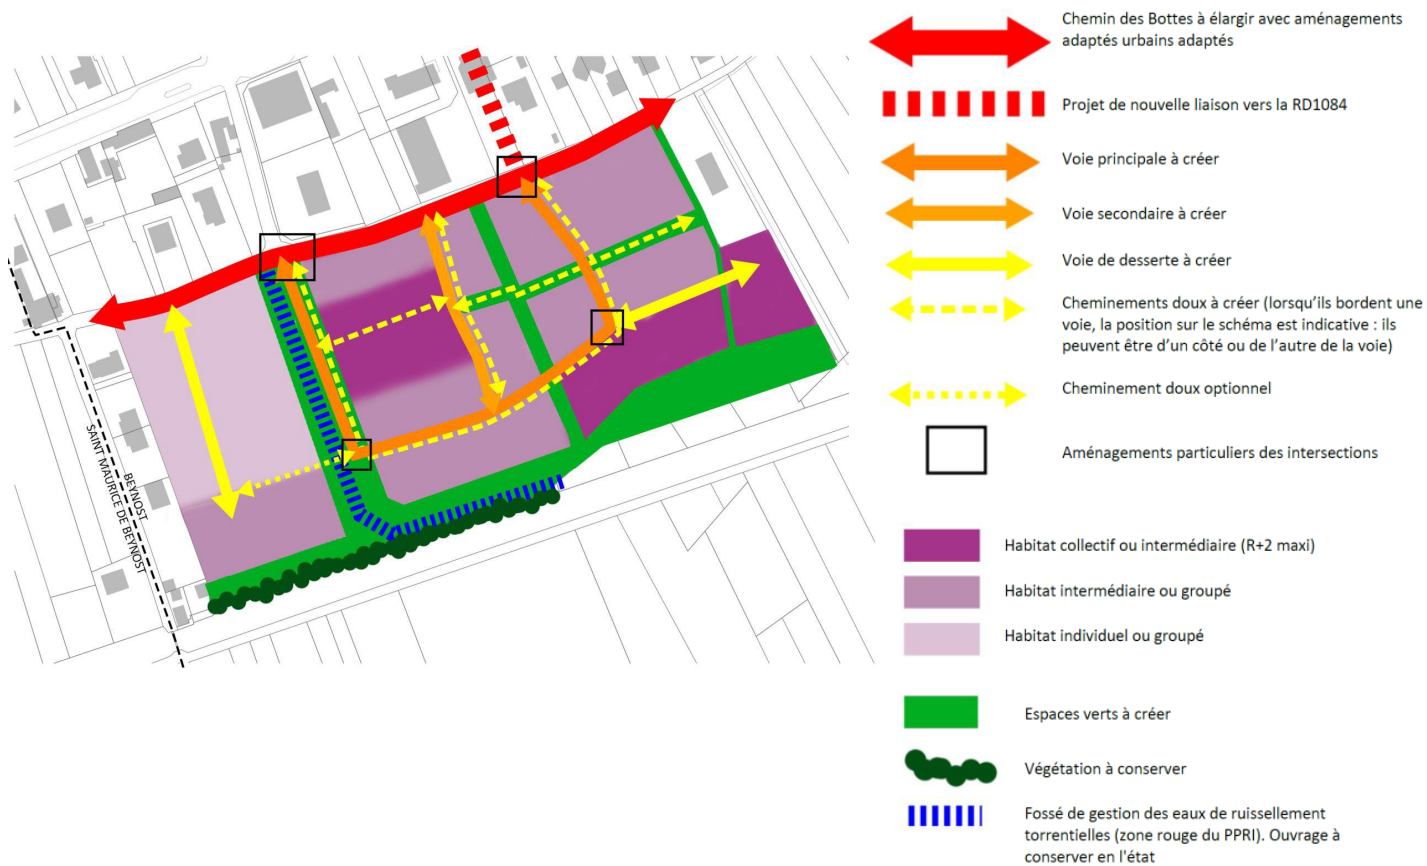 Chemin des Bottes à élargir avec aménagements
adaptés urbains adaptés
Projet de nouvelle liaison vers la RD1084
Voie principale à créer
Voie secondaire à créer
Voie de desserte à créer
Cheminements doux à créer (lorsqu'ils bordent une
voie, la position sur le schéma est indicative : ils
peuvent être d'un côté ou de l'autre de la voie)
Cheminement doux optionnel
Aménagements particuliers des intersections
BEYNOST
SAINT MAURICE DE BEYNOST
Habitat collectif ou intermédiaire (R+2 maxi)
Habitat intermédiaire ou groupé
Habitat individuel ou groupé
Espaces verts à créer
Végétation à conserver
Fossé de gestion des eaux de ruissellement
torrentielles (zone rouge du PPRI). Ouvrage à
conserver en l'état